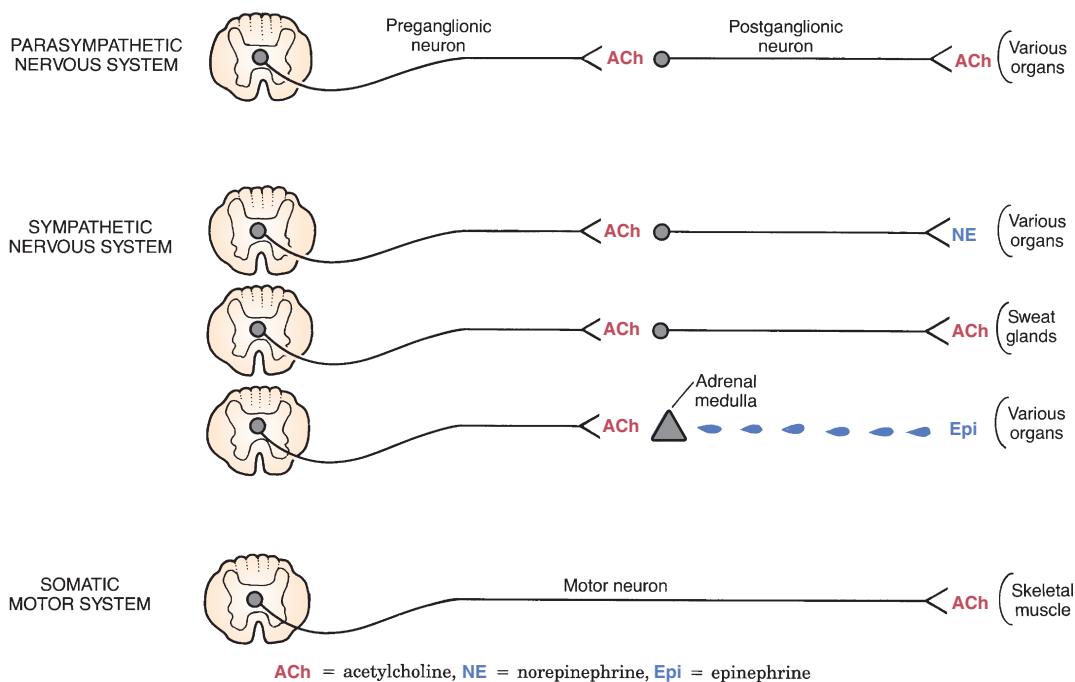 PARASYMPATHETIC
NERVOUS SYSTEM
Preganglionic
neuron
ACh
Postganglionic
neuron
ACh
Various
organs
SYMPATHETIC
NERVOUS SYSTEM
ACh
NE
Various
organs
ACh
ACh
Sweat
glands
ACh
Adrenal
medulla
Epi
Various
organs
SOMATIC
MOTOR SYSTEM
Motor neuron
ACh
Skeletal
muscle
ACh = acetylcholine, NE = norepinephrine, Epi = epinephrine